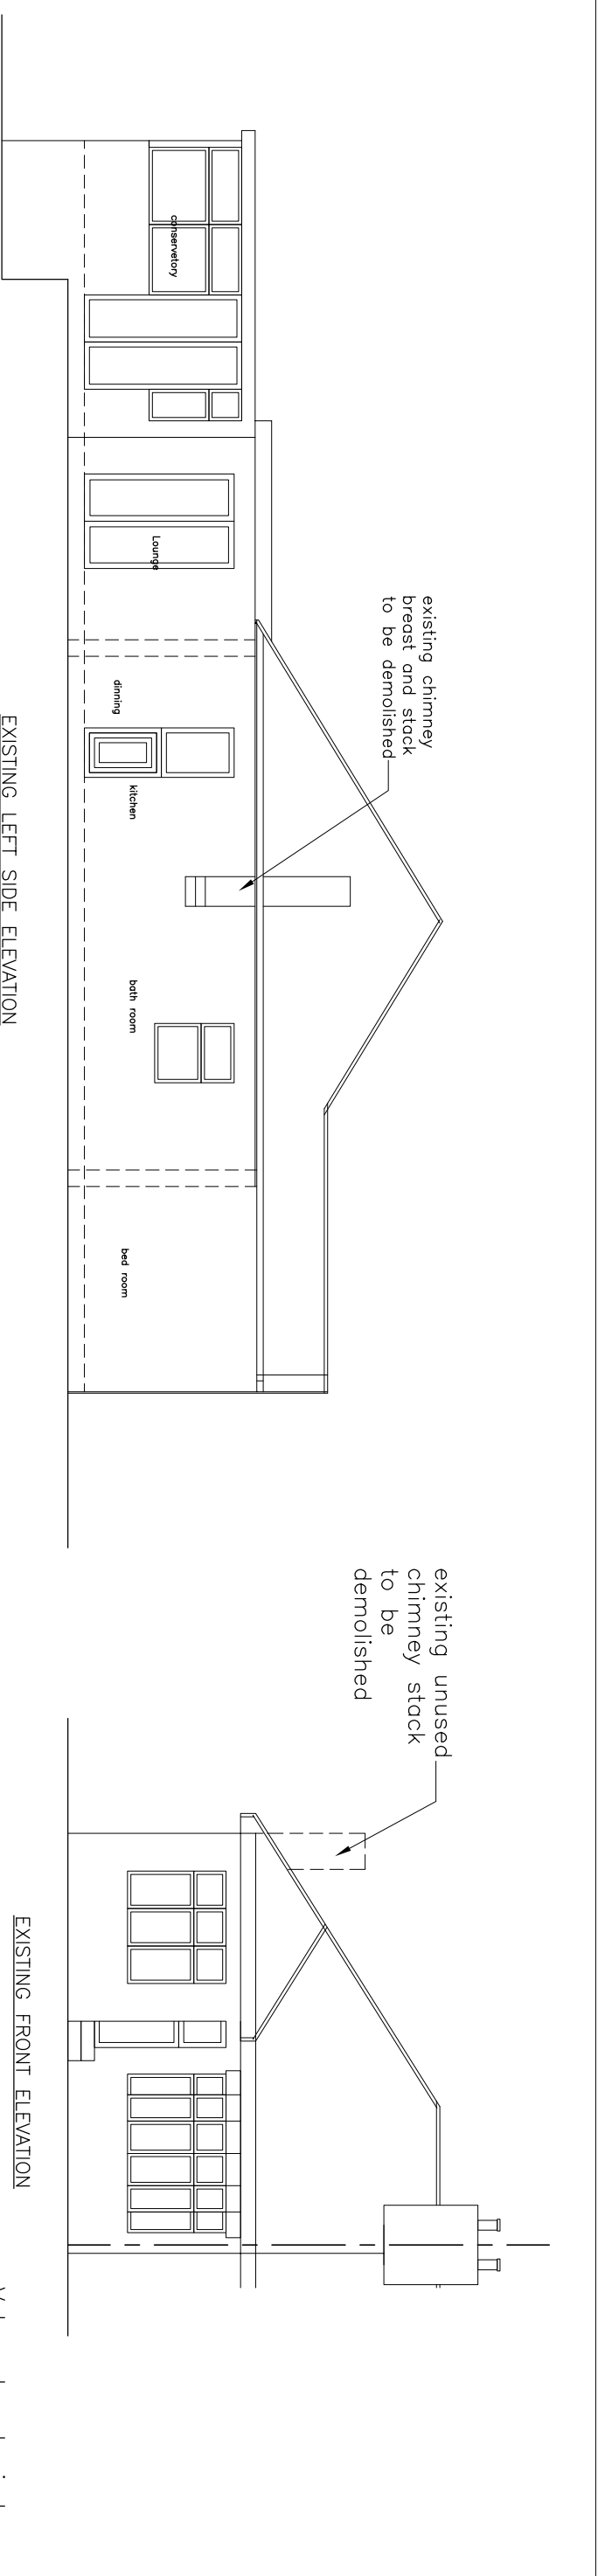 existing chimney
breast and stack
to be demolished
conservetory
Lounge
dinning
kitchen
bath room
bed room
EXISTING LEFT SIDE ELEVATION
existing unused
chimney stack
to be
demolished
EXISTING FRONT ELEVATION